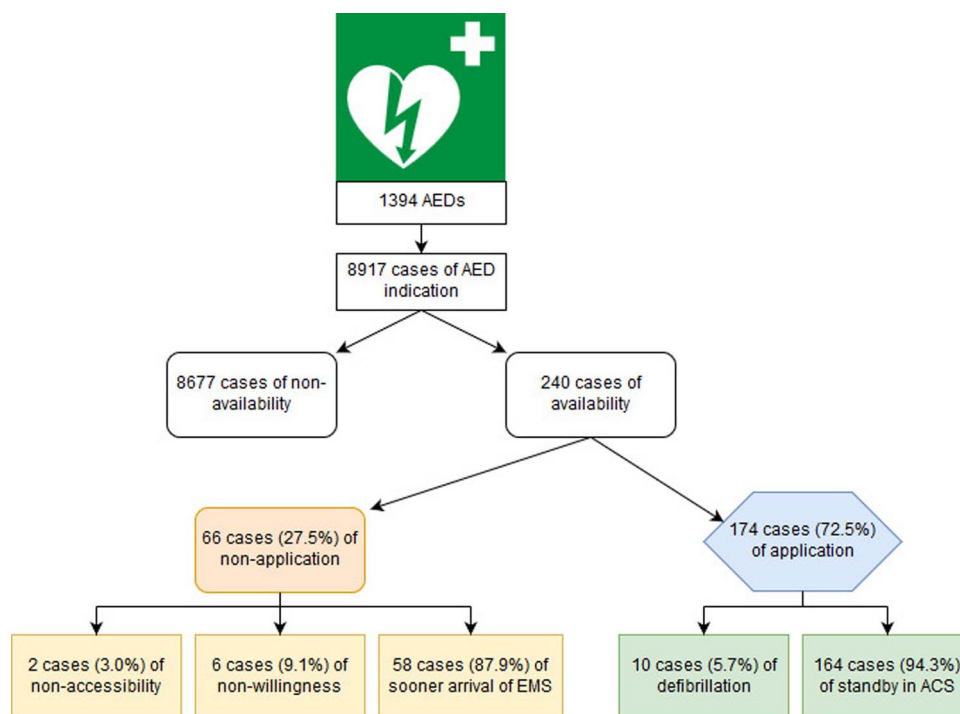 1394 AEDs
8917 cases of AED
indication
8677 cases of non-
availability
240 cases of
availability
66 cases (27.5%) of
non-application
174 cases (72.5%)
of application
2 cases (3.0%) of
non-accessibility
6 cases (9.1%) of
non-willingness
58 cases (87.9%) of
sooner arrival of EMS
10 cases (5.7%) of
defibrillation
164 cases (94.3%)
of standby in ACS